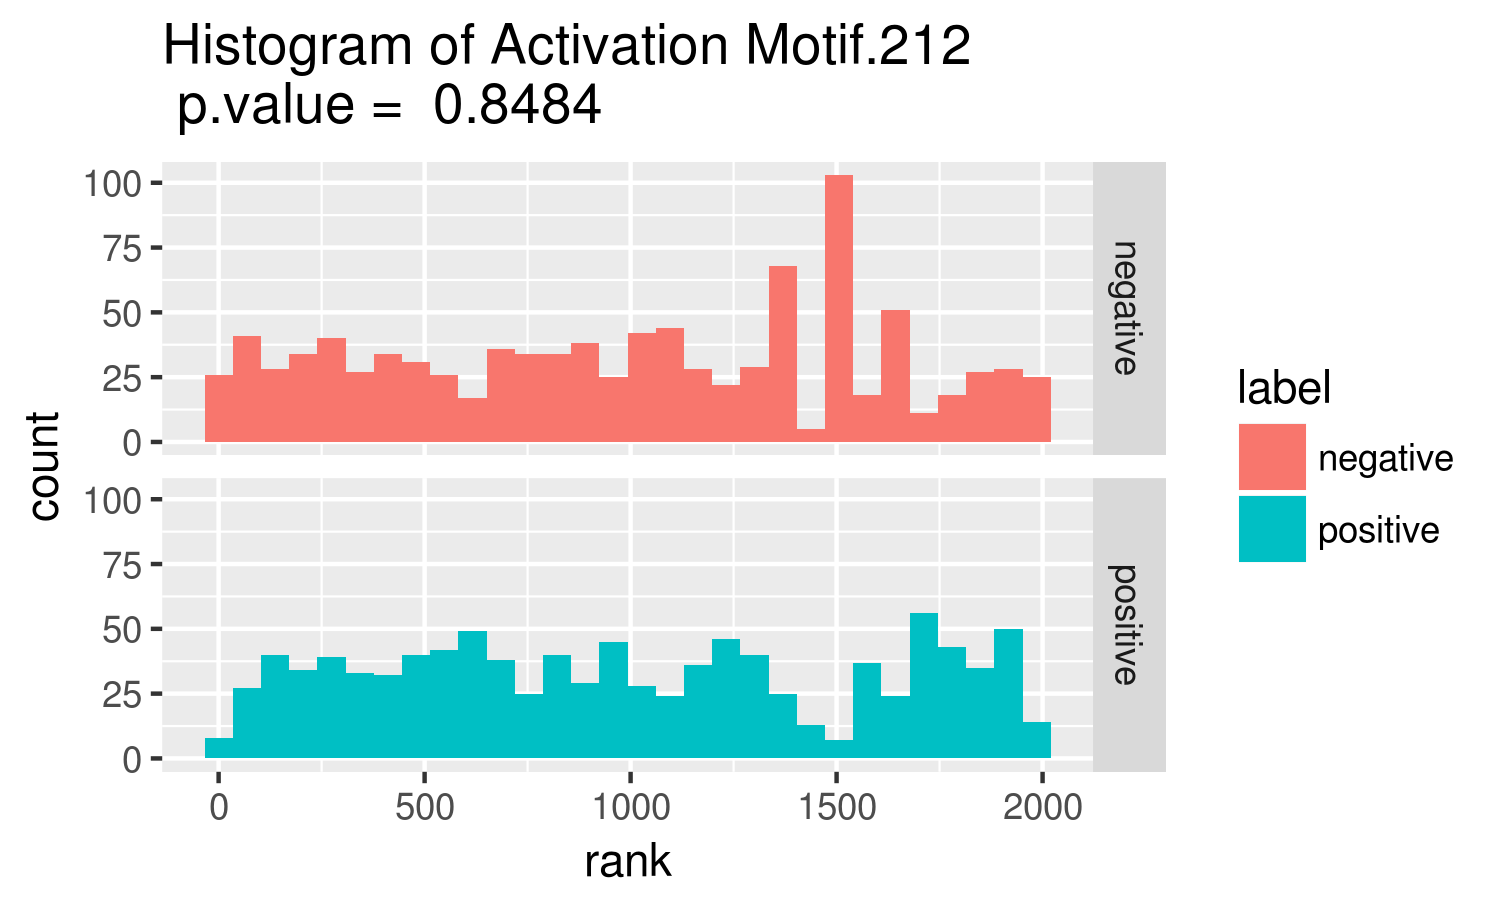 Histogram of Activation Motif.212
p.value = 0.8484
100
75
50
25
0
negative
100
75
50
25
0
positive
0 500 1000 1500 2000
rank
count
label
negative
positive